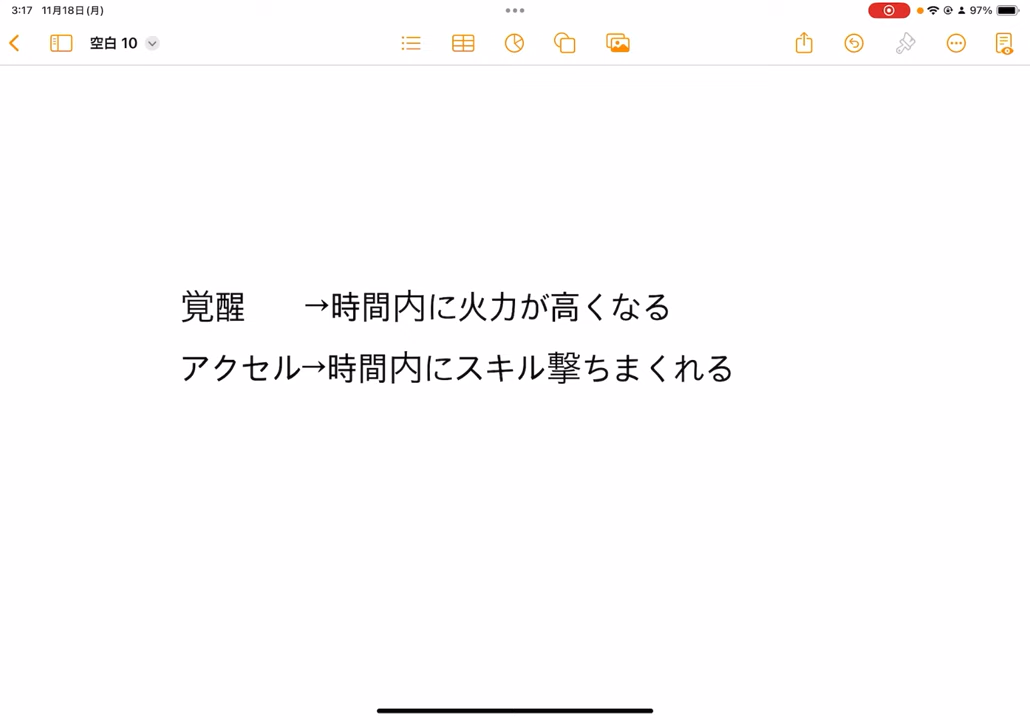 3:17 11月18日(月) 97%
空白 10
覚醒　　→時間内に火力が高くなる
アクセル→時間内にスキル撃ちまくれる